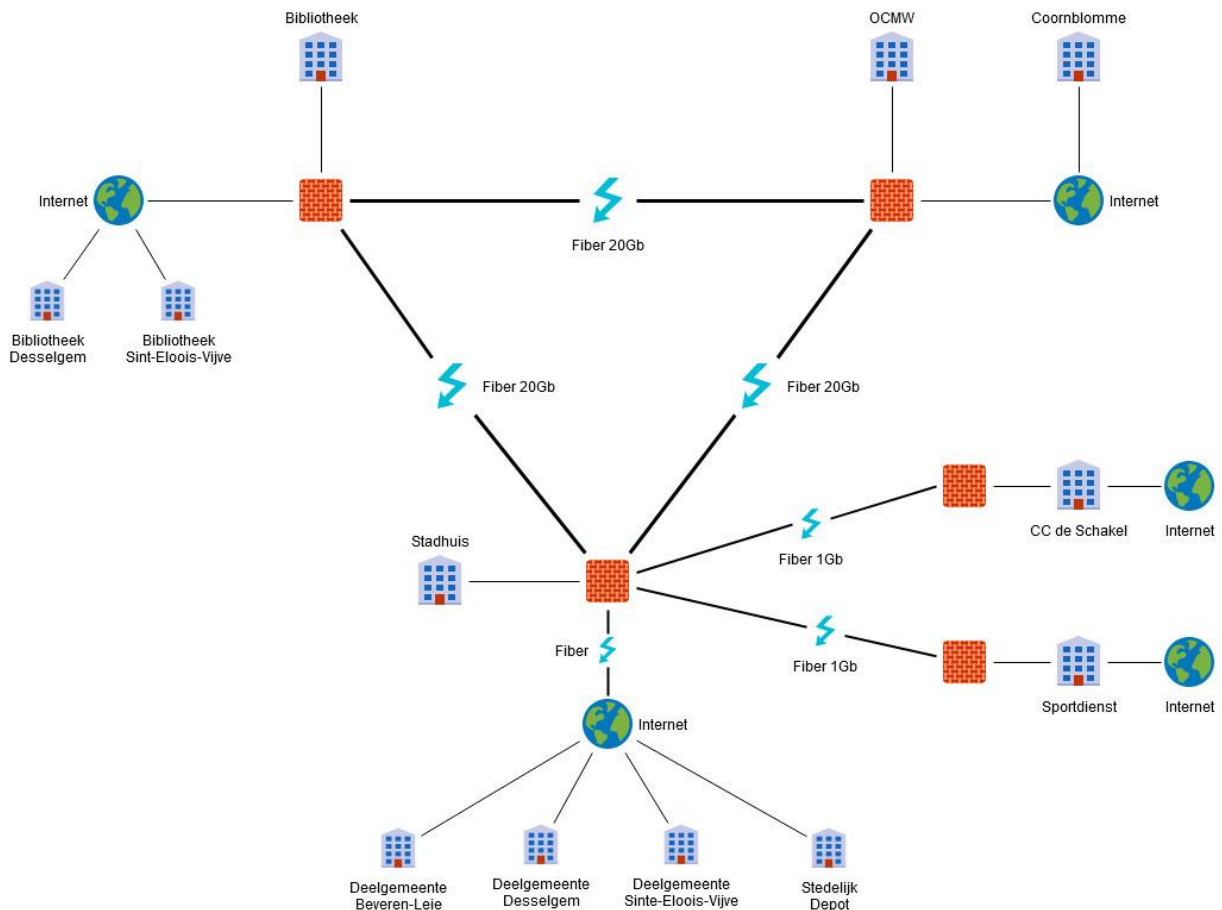 Bibliotheek
OCMW
Coornblomme
Internet
Internet
Fiber 20Gb
Bibliotheek
Desselgem
Bibliotheek
Sint-Eloois-Vijve
Fiber 20Gb
Fiber 20Gb
Stadhuis
Fiber 1Gb
CC de Schakel
Internet
Fiber
Fiber 1Gb
Sportdienst
Internet
Internet
Deelgemeente
Beveren-Leie
Deelgemeente
Desselgem
Deelgemeente
Sinte-Eloois-Vijve
Stedelijk
Depot